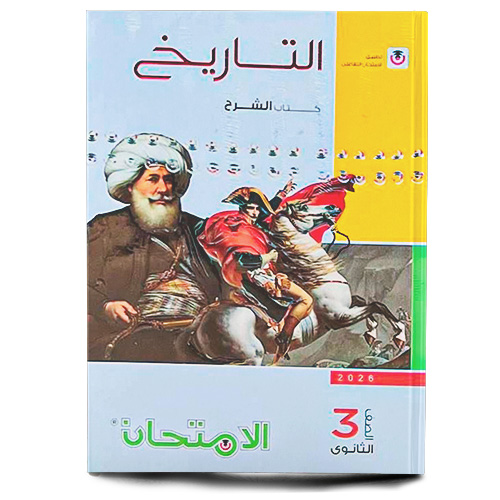 التاريخ
كتاب الشرح
2026
الصف
3
الثانوى
الامتحان